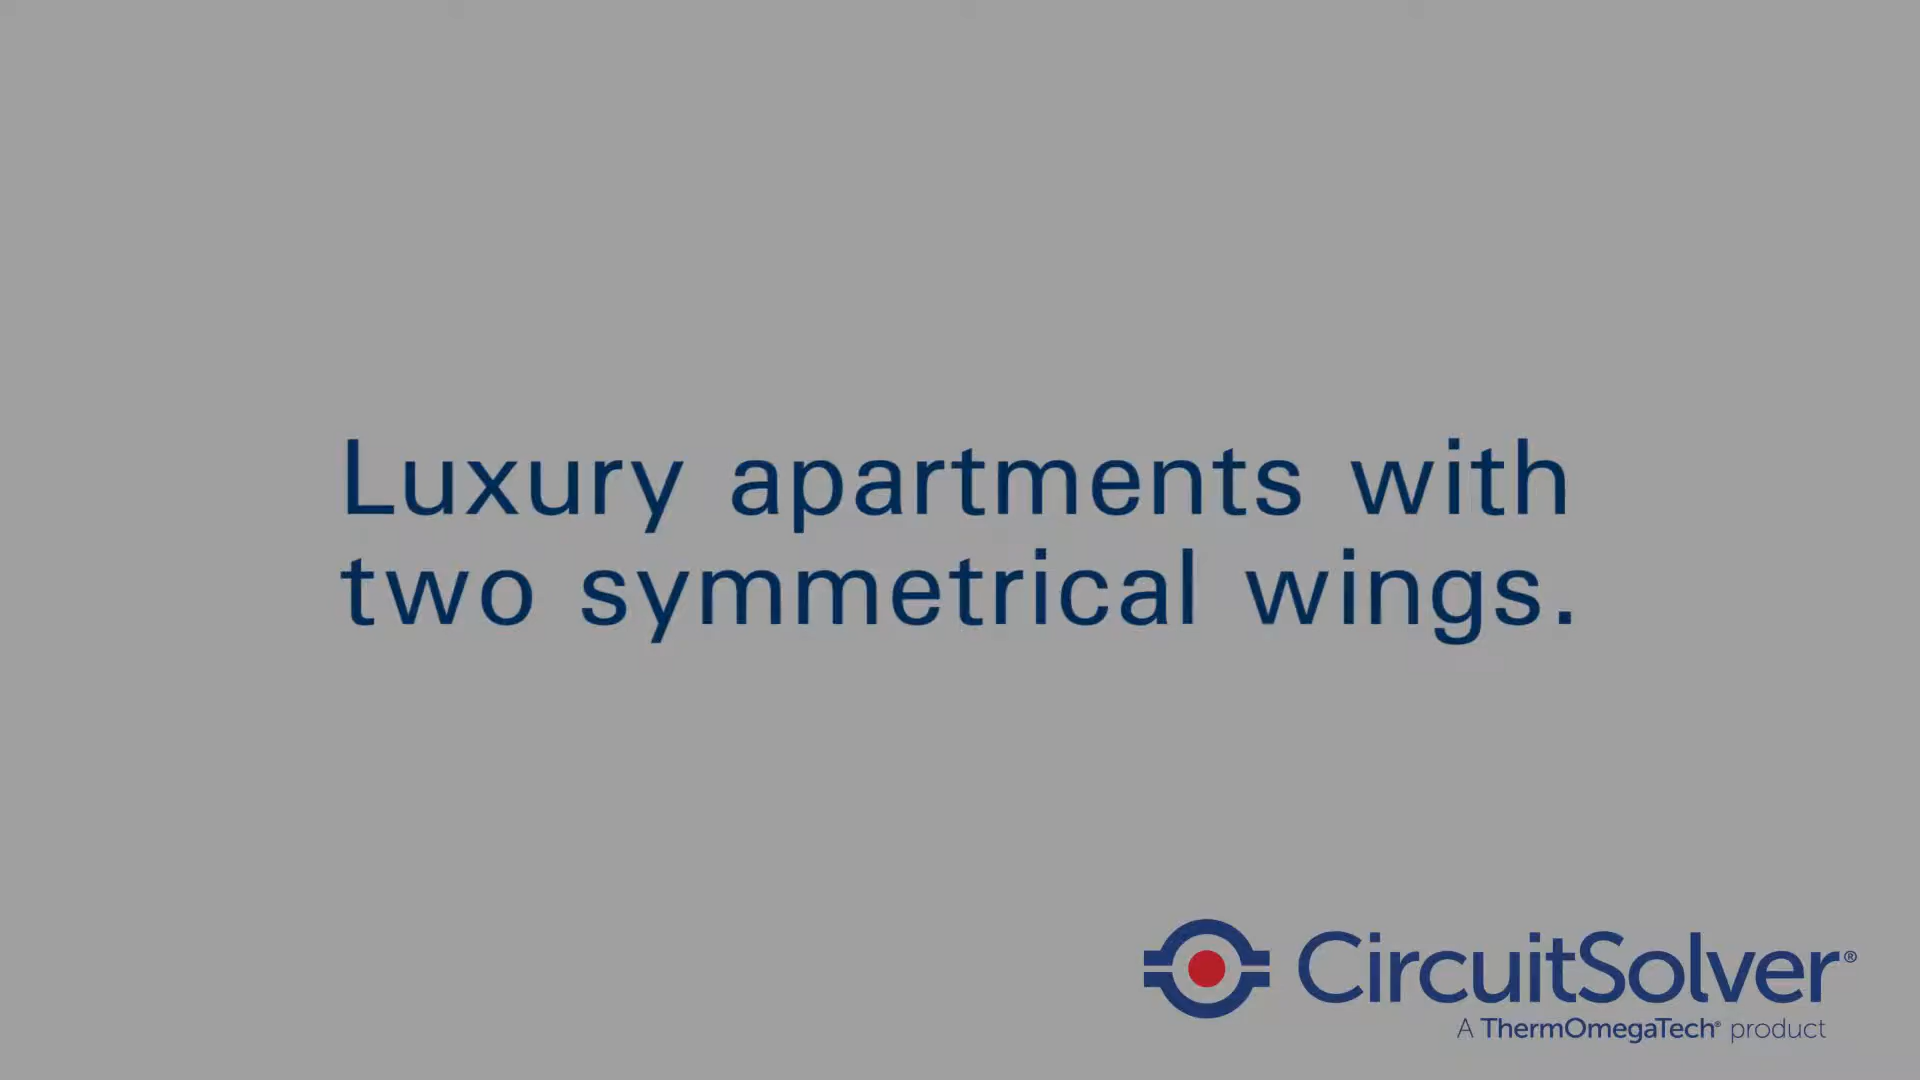 Luxury apartments with
two symmetrical wings.
CircuitSolver®
A ThermOmegaTech® product